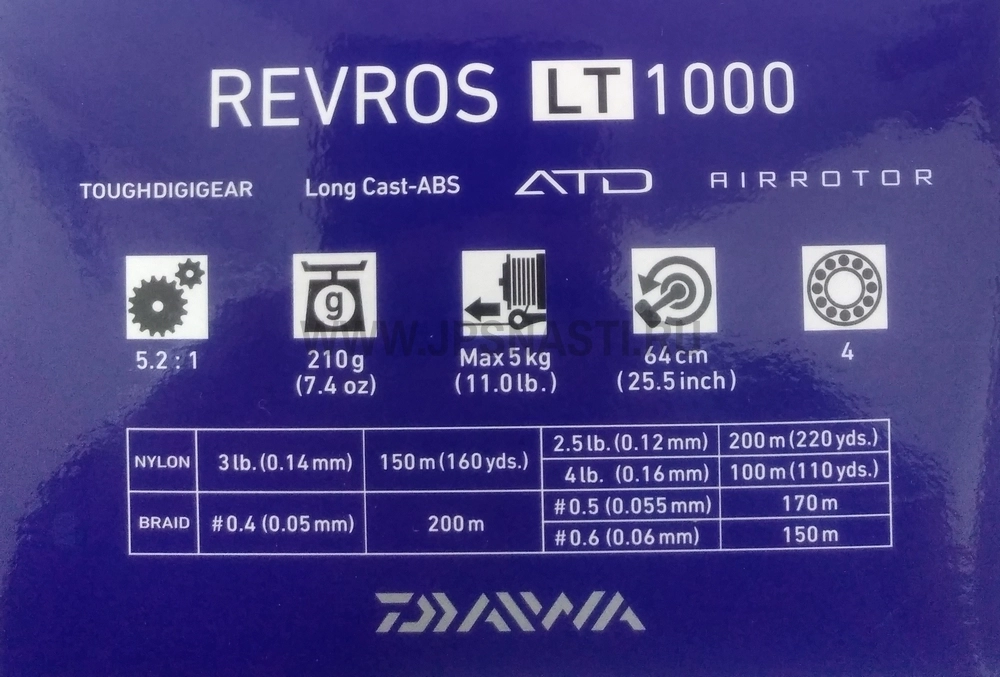 REVROS LT 1000
TOUGHDIGIGEAR Long Cast-ABS ATD AIRROTOR
g
5.2 : 1 210 g Max 5 kg 64 cm 4
(7.4 oz) (11.0 lb.) (25.5 inch)
WWW.JPSNASTI.RU
NYLON 3 lb. (0.14 mm) 150 m (160 yds.) 2.5 lb. (0.12 mm) 200 m (220 yds.)
4 lb. (0.16 mm) 100 m (110 yds.)
BRAID #0.4 (0.05 mm) 200 m #0.5 (0.055 mm) 170 m
#0.6 (0.06 mm) 150 m
DAIWA